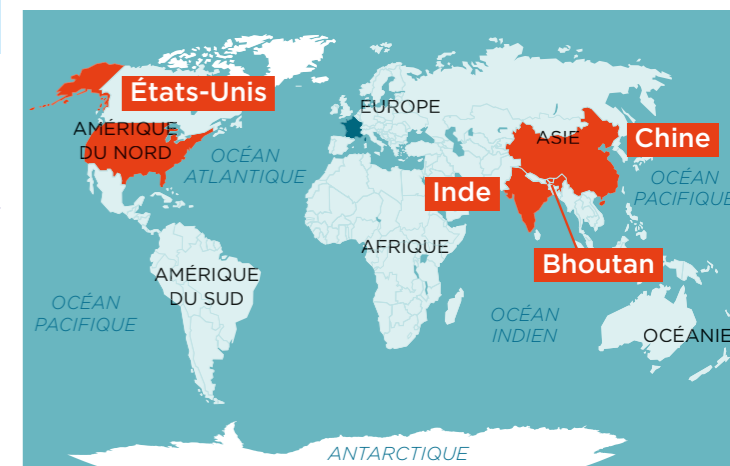 États-Unis
EUROPE
AMÉRIQUE
DU NORD
ASIE
Chine
OCÉAN
ATLANTIQUE
OCÉAN
PACIFIQUE
Inde
AFRIQUE
Bhoutan
AMÉRIQUE
DU SUD
OCÉAN
PACIFIQUE
OCÉAN
INDIEN
OCÉANIE
ANTARCTIQUE